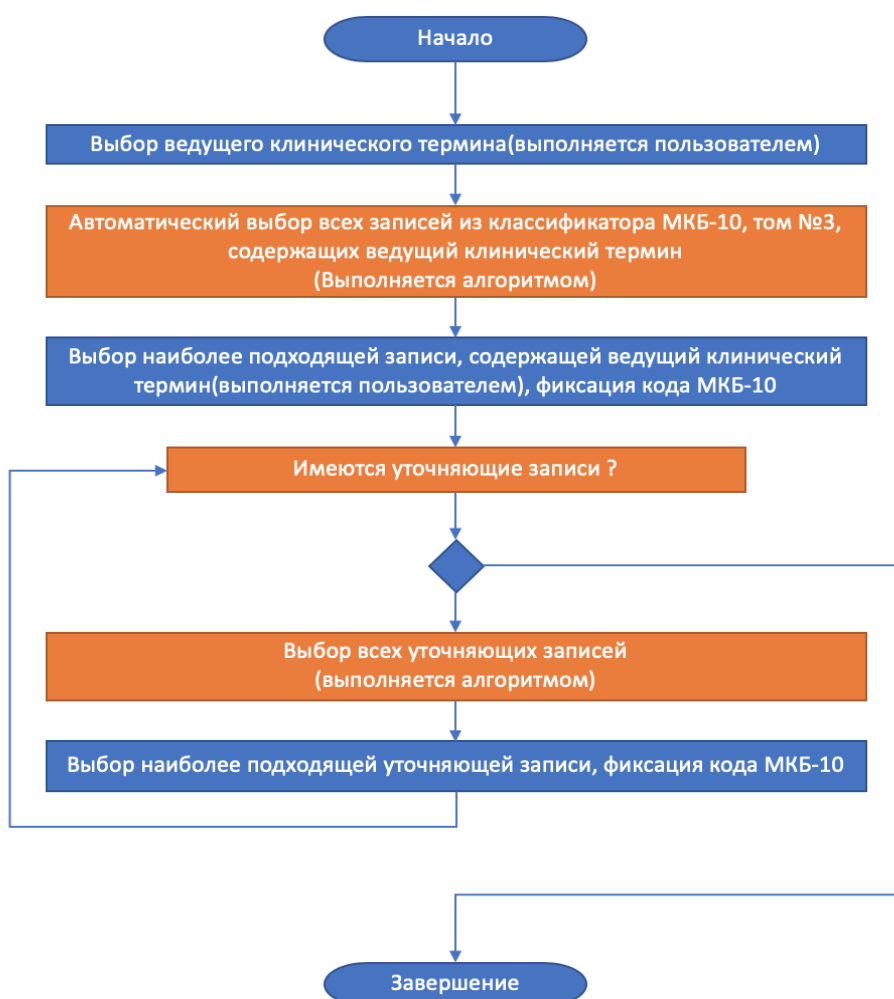 Начало
Выбор ведущего клинического термина(выполняется пользователем)
Автоматический выбор всех записей из классификатора МКБ-10, том №3,
содержащих ведущий клинический термин
(Выполняется алгоритмом)
Выбор наиболее подходящей записи, содержащей ведущий клинический
термин(выполняется пользователем), фиксация кода МКБ-10
Имеются уточняющие записи ?
Выбор всех уточняющих записей
(выполняется алгоритмом)
Выбор наиболее подходящей уточняющей записи, фиксация кода МКБ-10
Завершение